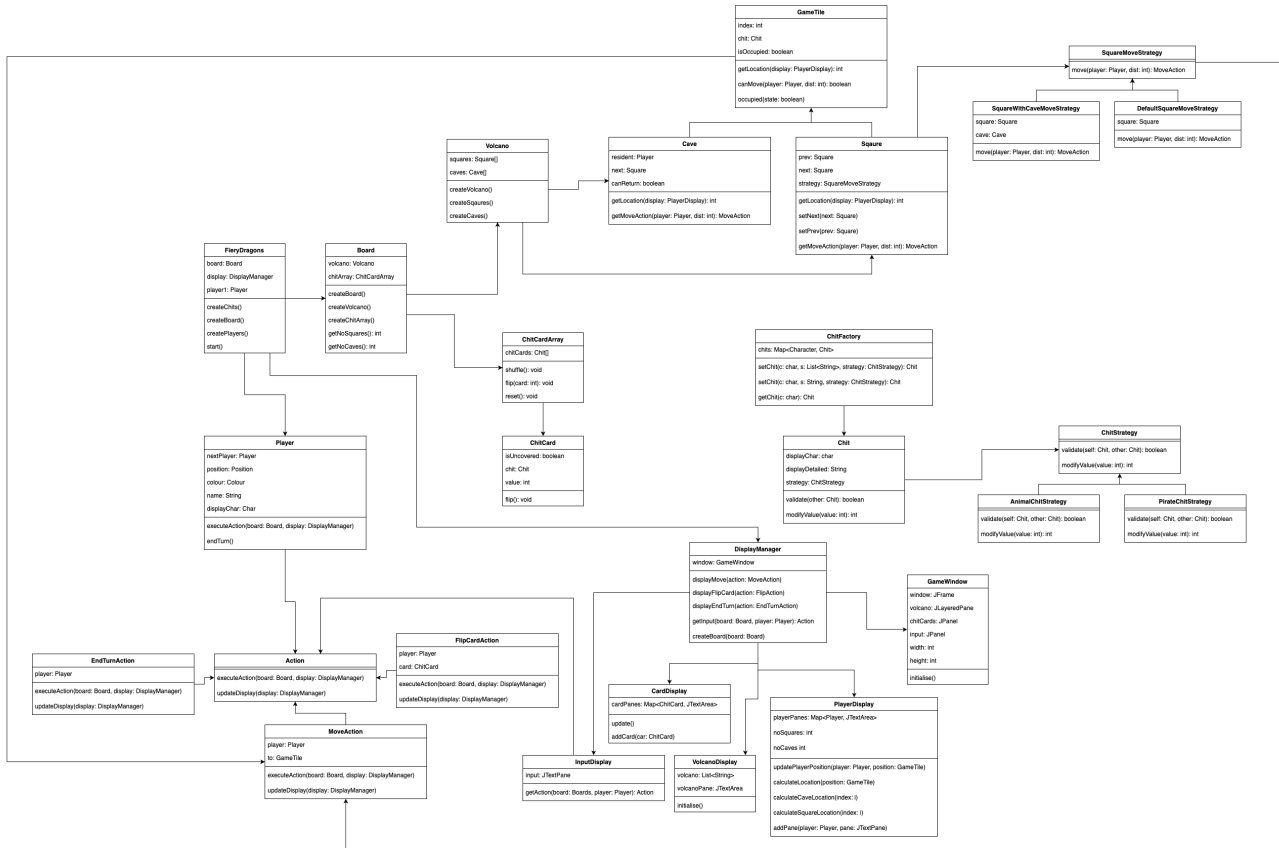 GameTile
index: int
chit: Chit
isOccupied: boolean
getLocation(display: PlayerDisplay): int
canMove(player: Player, dist: int): boolean
occupied(state: boolean)
SquareMoveStrategy
move(player: Player, dist: int): MoveAction
SquareWithCaveMoveStrategy
square: Square
cave: Cave
move(player: Player, dist: int): MoveAction
DefaultSquareMoveStrategy
square: Square
move(player: Player, dist: int): MoveAction
Volcano
squares: Square[]
caves: Cave[]
createVolcano()
createSqaures()
createCaves()
Cave
resident: Player
next: Square
canReturn: boolean
getLocation(display: PlayerDisplay): int
getMoveAction(player: Player, dist: int): MoveAction
Sqaure
prev: Square
next: Square
strategy: SquareMoveStrategy
getLocation(display: PlayerDisplay): int
setNext(next: Square)
setPrev(prev: Square)
getMoveAction(player: Player, dist: int): MoveAction
FieryDragons
board: Board
display: DisplayManager
player1: Player
createChits()
createBoard()
createPlayers()
start()
Board
volcano: Volcano
chitArray: ChitCardArray
createBoard()
createVolcano()
createChitArray()
getNoSquares(): int
getNoCaves(): int
ChitCardArray
chitCards: Chit[]
shuffle(): void
flip(card: int): void
reset(): void
ChitFactory
chits: Map<Character, Chit>
setChit(c: char, s: List<String>, strategy: ChitStrategy): Chit
setChit(c: char, s: String, strategy: ChitStrategy): Chit
getChit(c: char): Chit
Player
nextPlayer: Player
position: Position
colour: Colour
name: String
displayChar: Char
executeAction(board: Board, display: DisplayManager)
endTurn()
ChitCard
isUncovered: boolean
chit: Chit
value: int
flip(): void
Chit
displayChar: char
displayDetailed: String
strategy: ChitStrategy
validate(other: Chit): boolean
modifyValue(value: int): int
ChitStrategy
validate(self: Chit, other: Chit): boolean
modifyValue(value: int): int
AnimalChitStrategy
validate(self: Chit, other: Chit): boolean
modifyValue(value: int): int
PirateChitStrategy
validate(self: Chit, other: Chit): boolean
modifyValue(value: int): int
DisplayManager
window: GameWindow
displayMove(action: MoveAction)
displayFlipCard(action: FlipAction)
displayEndTurn(action: EndTurnAction)
getInput(board: Board, player: Player): Action
createBoard(board: Board)
GameWindow
window: JFrame
volcano: JLayeredPane
chitCards: JPanel
input: JPanel
width: int
height: int
initialise()
EndTurnAction
player: Player
executeAction(board: Board, display: DisplayManager)
updateDisplay(display: DisplayManager)
Action
executeAction(board: Board, display: DisplayManager)
updateDisplay(display: DisplayManager)
FlipCardAction
player: Player
card: ChitCard
executeAction(board: Board, display: DisplayManager)
updateDisplay(display: DisplayManager)
MoveAction
player: Player
to: GameTile
executeAction(board: Board, display: DisplayManager)
updateDisplay(display: DisplayManager)
CardDisplay
cardPanes: Map<ChitCard, JTextArea>
update()
addCard(car: ChitCard)
InputDisplay
input: JTextPane
getAction(board: Boards, player: Player): Action
VolcanoDisplay
volcano: List<String>
volcanoPane: JTextArea
initialise()
PlayerDisplay
playerPanes: Map<Player, JTextArea>
noSquares: int
noCaves int
updatePlayerPosition(player: Player, position: GameTile)
calculateLocation(position: GameTile)
calculateCaveLocation(index: i)
calculateSquareLocation(index: i)
addPane(player: Player, pane: JTextPane)